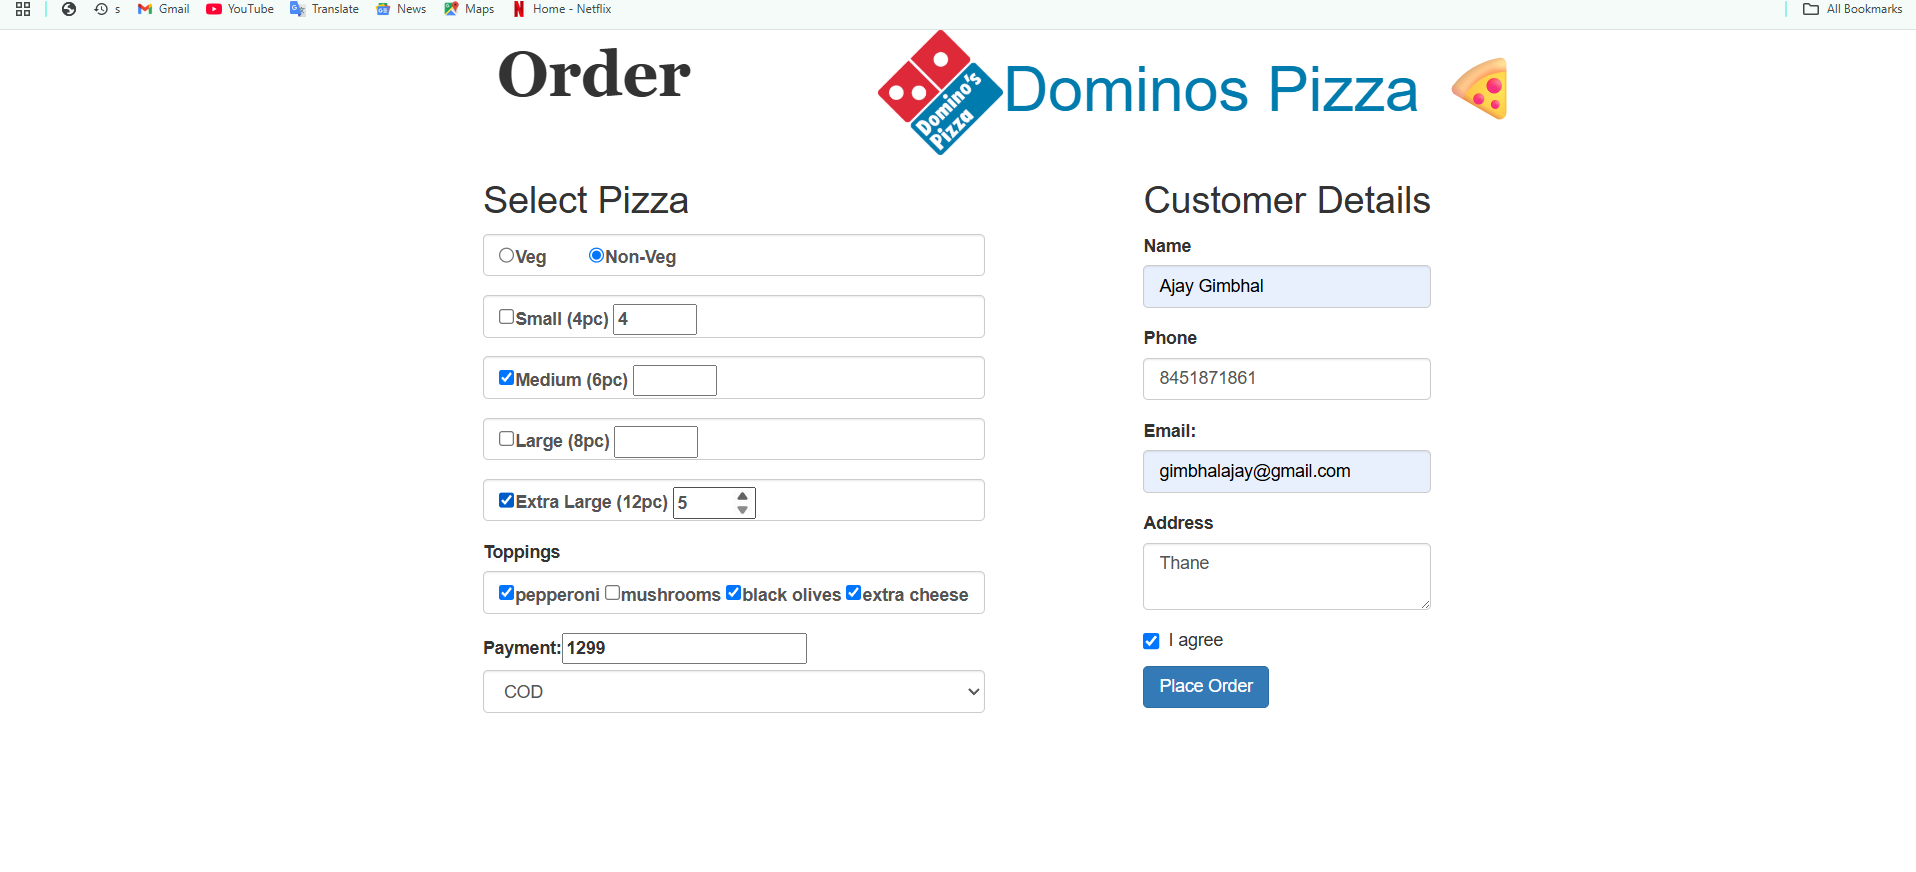 s Gmail YouTube Translate News Maps Home - Netflix All Bookmarks
Order
Domino's
Pizza
Dominos Pizza
Select Pizza
Veg Non-Veg
Small (4pc) 4
Medium (6pc)
Large (8pc)
Extra Large (12pc) 5
Toppings
pepperoni mushrooms black olives extra cheese
Payment: 1299
COD
Customer Details
Name
Ajay Gimbhal
Phone
8451871861
Email:
gimbhalajay@gmail.com
Address
Thane
I agree
Place Order